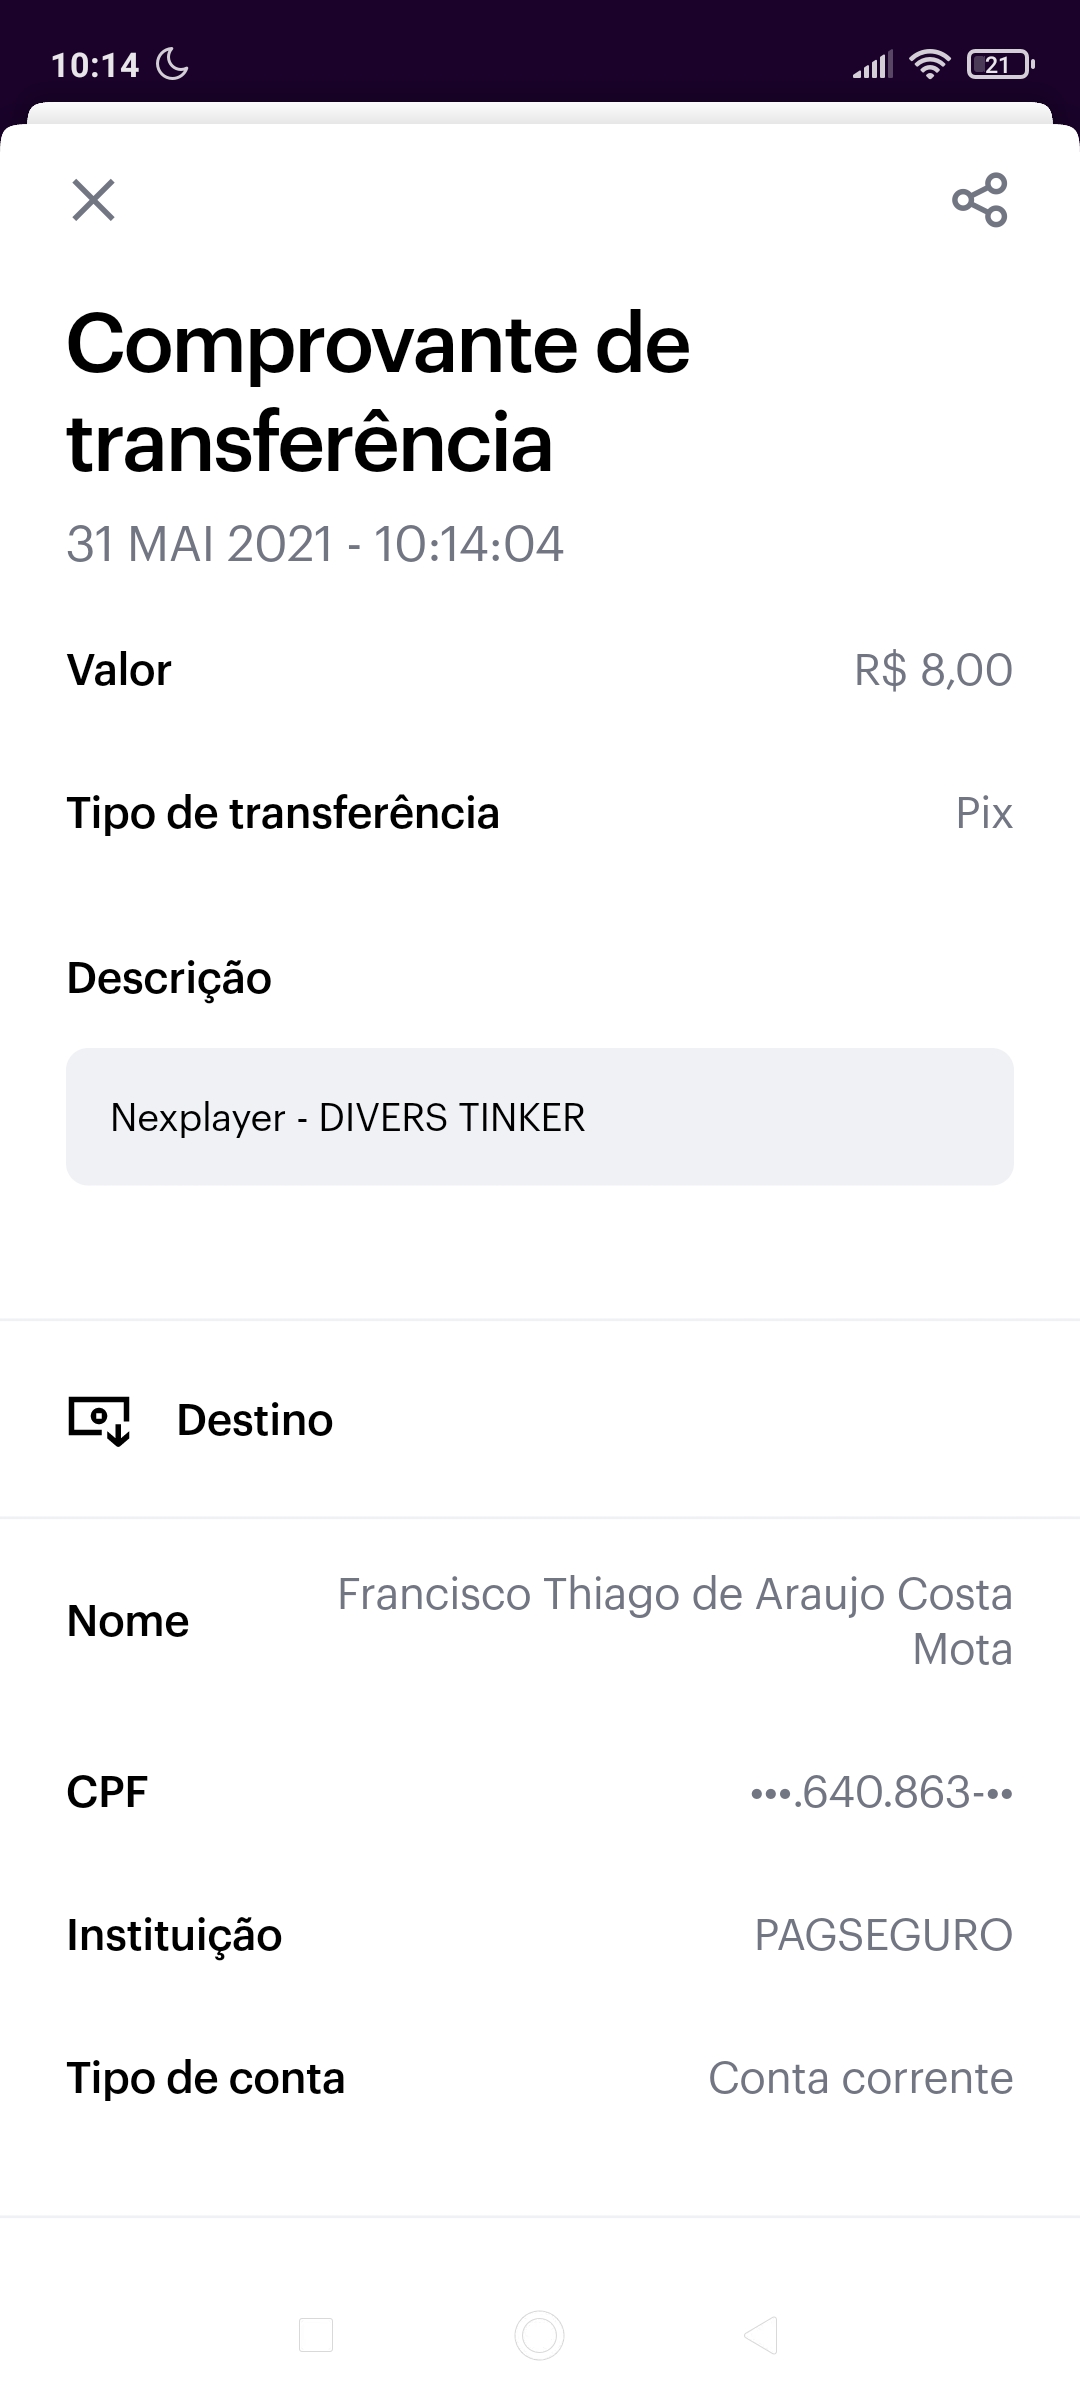 10:14
21
Comprovante de
transferência
31 MAI 2021 - 10:14:04
Valor
R$ 8,00
Tipo de transferência
Pix
Descrição
Nexplayer - DIVERS TINKER
Destino
Nome
Francisco Thiago de Araujo Costa
Mota
CPF
•••.640.863-••
Instituição
PAGSEGURO
Tipo de conta
Conta corrente